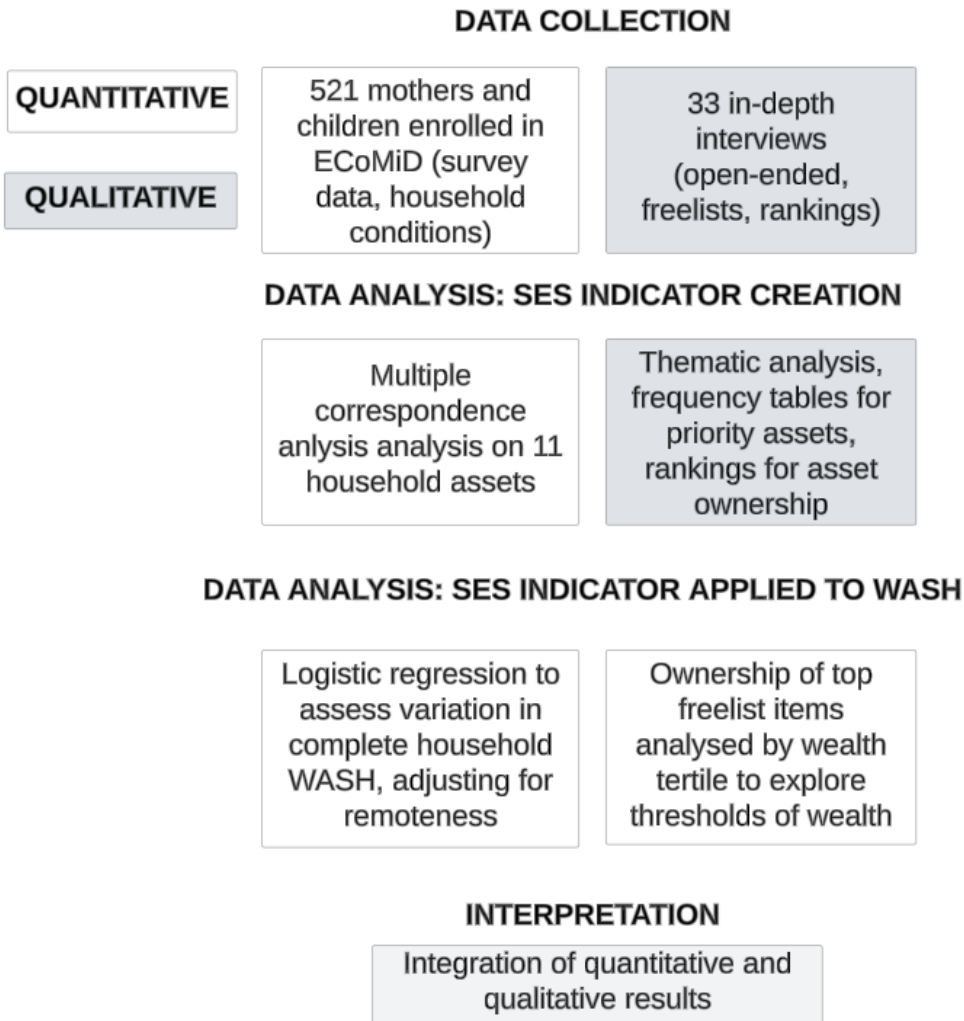 DATA COLLECTION
QUANTITATIVE
QUALITATIVE
521 mothers and
children enrolled in
ECoMiD (survey
data, household
conditions)
33 in-depth
interviews
(open-ended,
freelists, rankings)
DATA ANALYSIS: SES INDICATOR CREATION
Multiple
correspondence
anlysis analysis on 11
household assets
Thematic analysis,
frequency tables for
priority assets,
rankings for asset
ownership
DATA ANALYSIS: SES INDICATOR APPLIED TO WASH
Logistic regression to
assess variation in
complete household
WASH, adjusting for
remoteness
Ownership of top
freelist items
analysed by wealth
tertile to explore
thresholds of wealth
INTERPRETATION
Integration of quantitative and
qualitative results